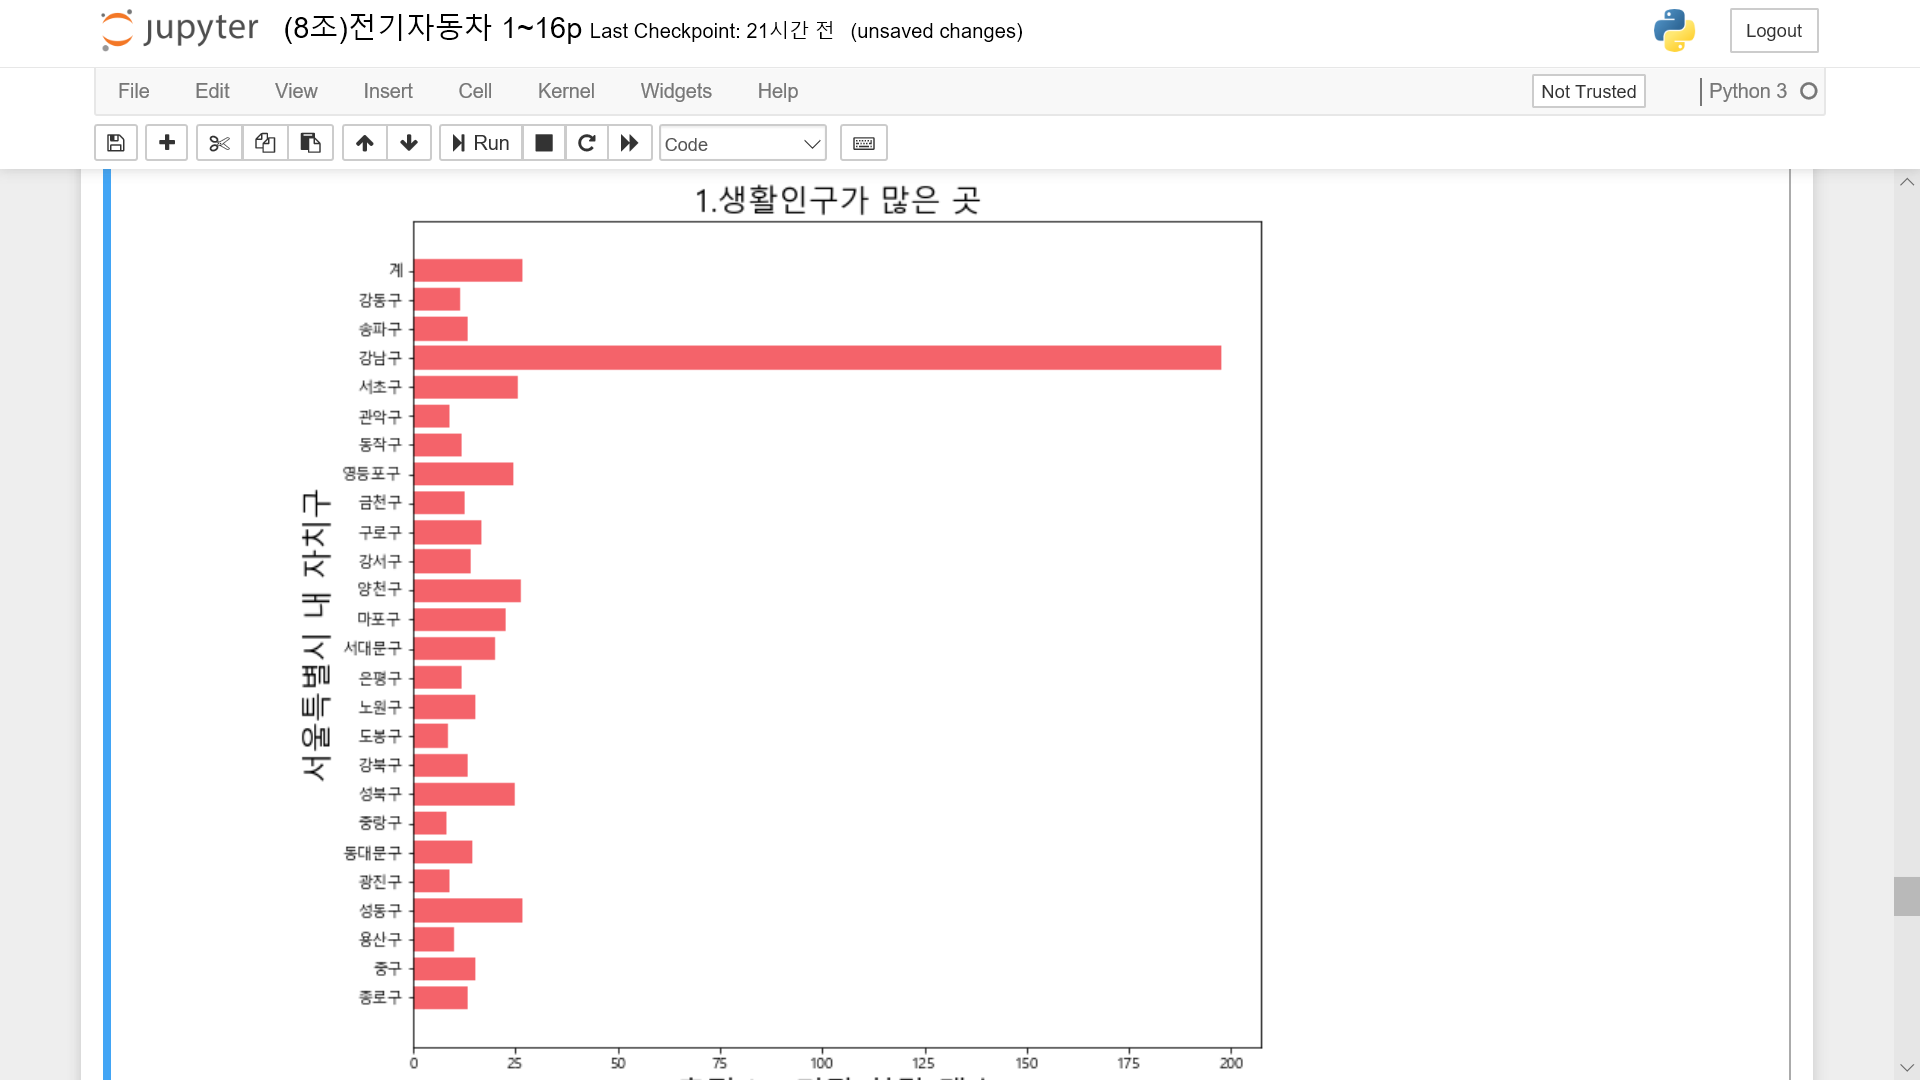 jupyter (8조)전기자동차 1~16p Last Checkpoint: 21시간 전 (unsaved changes)
Logout
File Edit View Insert Cell Kernel Widgets Help
Not Trusted
Python 3
Run
Code
1.생활인구가 많은 곳
서울특별시 내 자치구
계
강동구
송파구
강남구
서초구
관악구
동작구
영등포구
금천구
구로구
강서구
양천구
마포구
서대문구
은평구
노원구
도봉구
강북구
성북구
중랑구
동대문구
광진구
성동구
용산구
중구
종로구
0 25 50 75 100 125 150 175 200